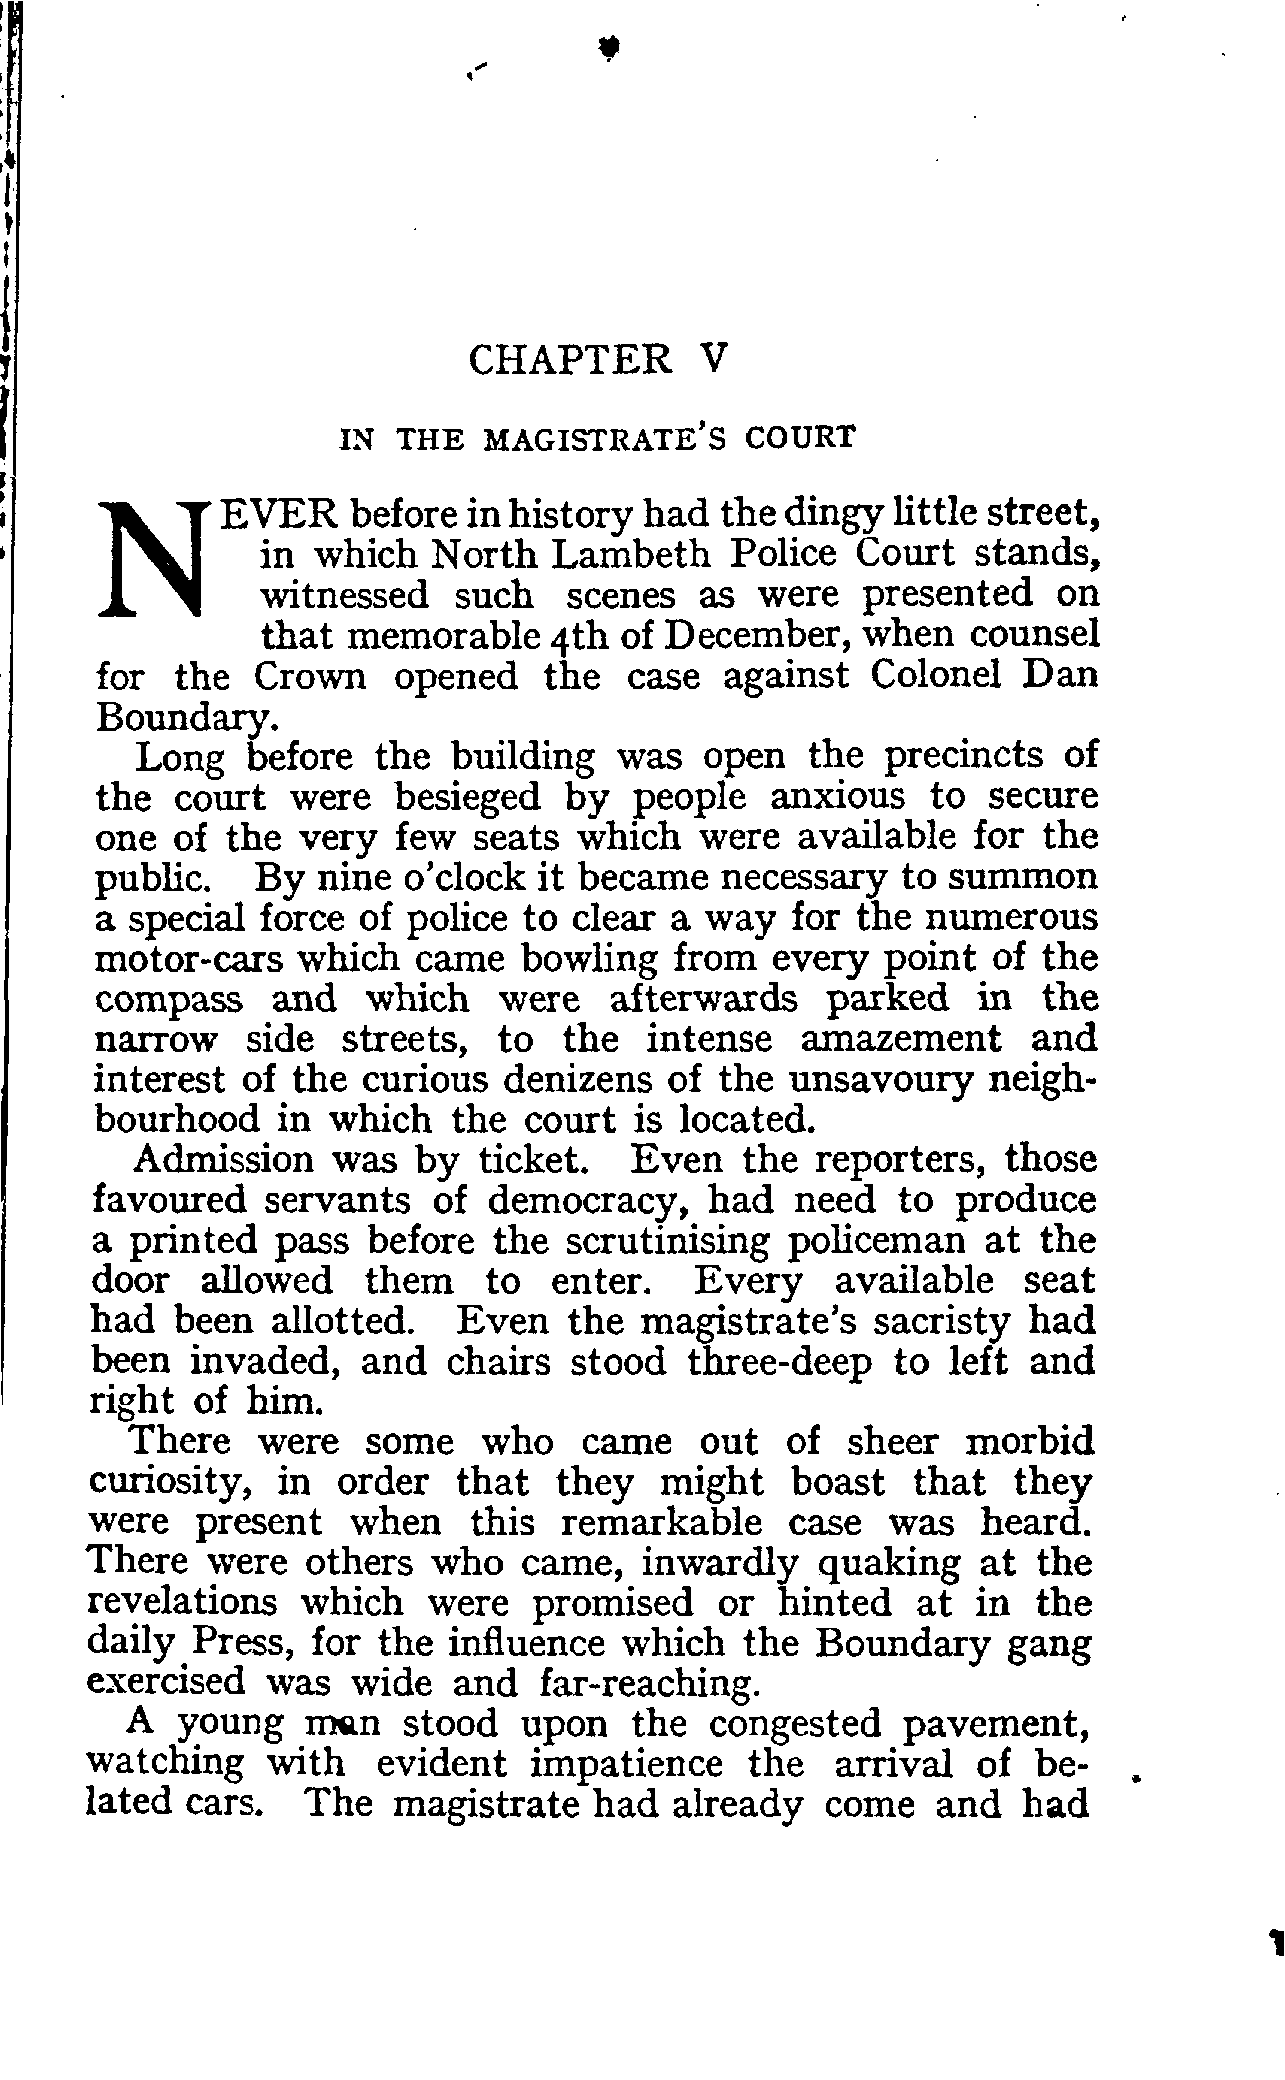 CHAPTER V
IN THE MAGISTRATE'S COURT
NEVER before in history had the dingy little street,
in which North Lambeth Police Court stands,
witnessed such scenes as were presented on
that memorable 4th of December, when counsel
for the Crown opened the case against Colonel Dan
Boundary.
Long before the building was open the precincts of
the court were besieged by people anxious to secure
one of the very few seats which were available for the
public. By nine o'clock it became necessary to summon
a special force of police to clear a way for the numerous
motor-cars which came bowling from every point of the
compass and which were afterwards parked in the
narrow side streets, to the intense amazement and
interest of the curious denizens of the unsavoury neigh-
bourhood in which the court is located.
Admission was by ticket. Even the reporters, those
favoured servants of democracy, had need to produce
a printed pass before the scrutinising policeman at the
door allowed them to enter. Every available seat
had been allotted. Even the magistrate's sacristy had
been invaded, and chairs stood three-deep to left and
right of him.
There were some who came out of sheer morbid
curiosity, in order that they might boast that they
were present when this remarkable case was heard.
There were others who came, inwardly quaking at the
revelations which were promised or hinted at in the
daily Press, for the influence which the Boundary gang
exercised was wide and far-reaching.
A young man stood upon the congested pavement,
watching with evident impatience the arrival of be-
lated cars. The magistrate had already come and had